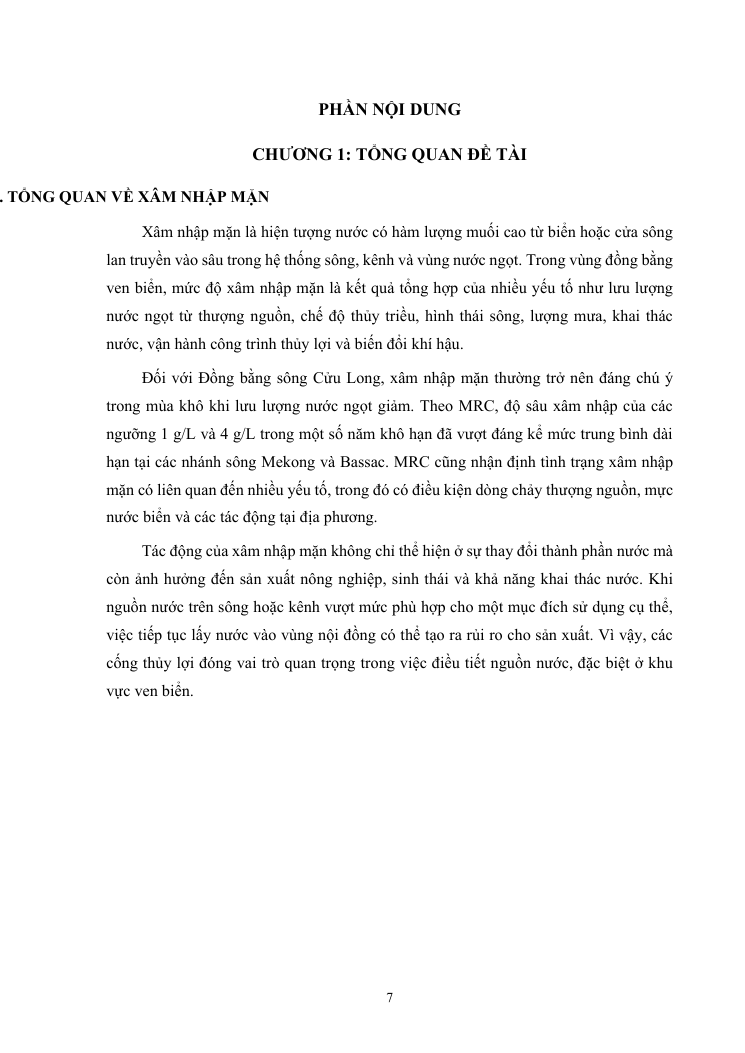 PHẦN NỘI DUNG
CHƯƠNG 1: TỔNG QUAN ĐỀ TÀI
. TỔNG QUAN VỀ XÂM NHẬP MẶN
Xâm nhập mặn là hiện tượng nước có hàm lượng muối cao từ biển hoặc cửa sông
lan truyền vào sâu trong hệ thống sông, kênh và vùng nước ngọt. Trong vùng đồng bằng
ven biển, mức độ xâm nhập mặn là kết quả tổng hợp của nhiều yếu tố như lưu lượng
nước ngọt từ thượng nguồn, chế độ thủy triều, hình thái sông, lượng mưa, khai thác
nước, vận hành công trình thủy lợi và biến đổi khí hậu.
Đối với Đồng bằng sông Cửu Long, xâm nhập mặn thường trở nên đáng chú ý
trong mùa khô khi lưu lượng nước ngọt giảm. Theo MRC, độ sâu xâm nhập của các
ngưỡng 1 g/L và 4 g/L trong một số năm khô hạn đã vượt đáng kể mức trung bình dài
hạn tại các nhánh sông Mekong và Bassac. MRC cũng nhận định tình trạng xâm nhập
mặn có liên quan đến nhiều yếu tố, trong đó có điều kiện dòng chảy thượng nguồn, mực
nước biển và các tác động tại địa phương.
Tác động của xâm nhập mặn không chỉ thể hiện ở sự thay đổi thành phần nước mà
còn ảnh hưởng đến sản xuất nông nghiệp, sinh thái và khả năng khai thác nước. Khi
nguồn nước trên sông hoặc kênh vượt mức phù hợp cho một mục đích sử dụng cụ thể,
việc tiếp tục lấy nước vào vùng nội đồng có thể tạo ra rủi ro cho sản xuất. Vì vậy, các
cống thủy lợi đóng vai trò quan trọng trong việc điều tiết nguồn nước, đặc biệt ở khu
vực ven biển.
7